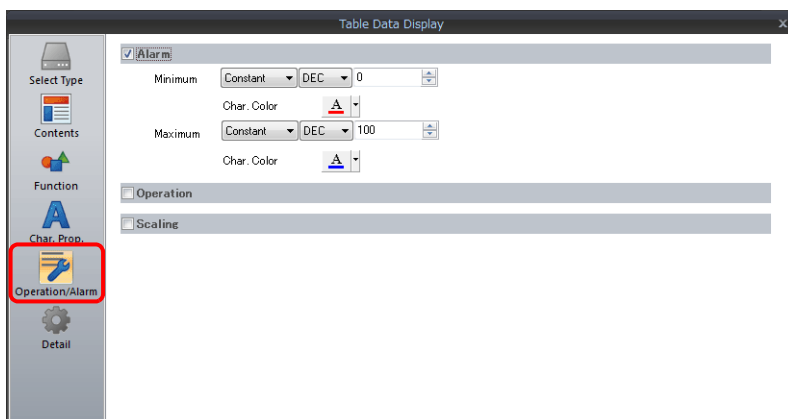 Table Data Display
Select Type
Contents
Function
Char. Prop.
Operation/Alarm
Detail
Alarm
Minimum Constant DEC 0
Char. Color A
Maximum Constant DEC 100
Char. Color A
Operation
Scaling